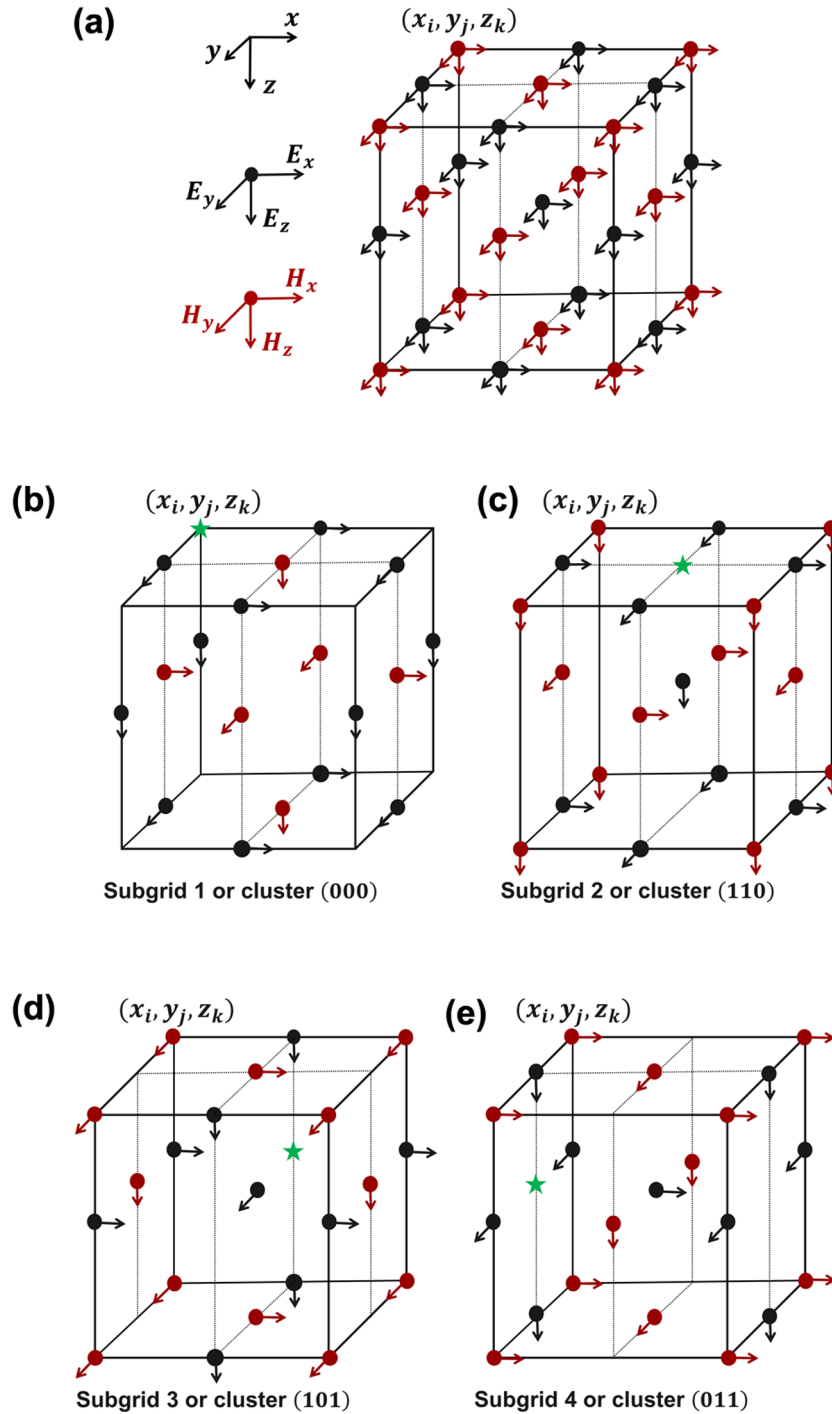 (a)
(x_i, y_j, z_k)
x
y
z
E_x
E_y
E_z
H_x
H_y
H_z
(b)
(x_i, y_j, z_k)
(c)
(x_i, y_j, z_k)
Subgrid 1 or cluster (000)
Subgrid 2 or cluster (110)
(d)
(x_i, y_j, z_k)
(e)
(x_i, y_j, z_k)
Subgrid 3 or cluster (101)
Subgrid 4 or cluster (011)